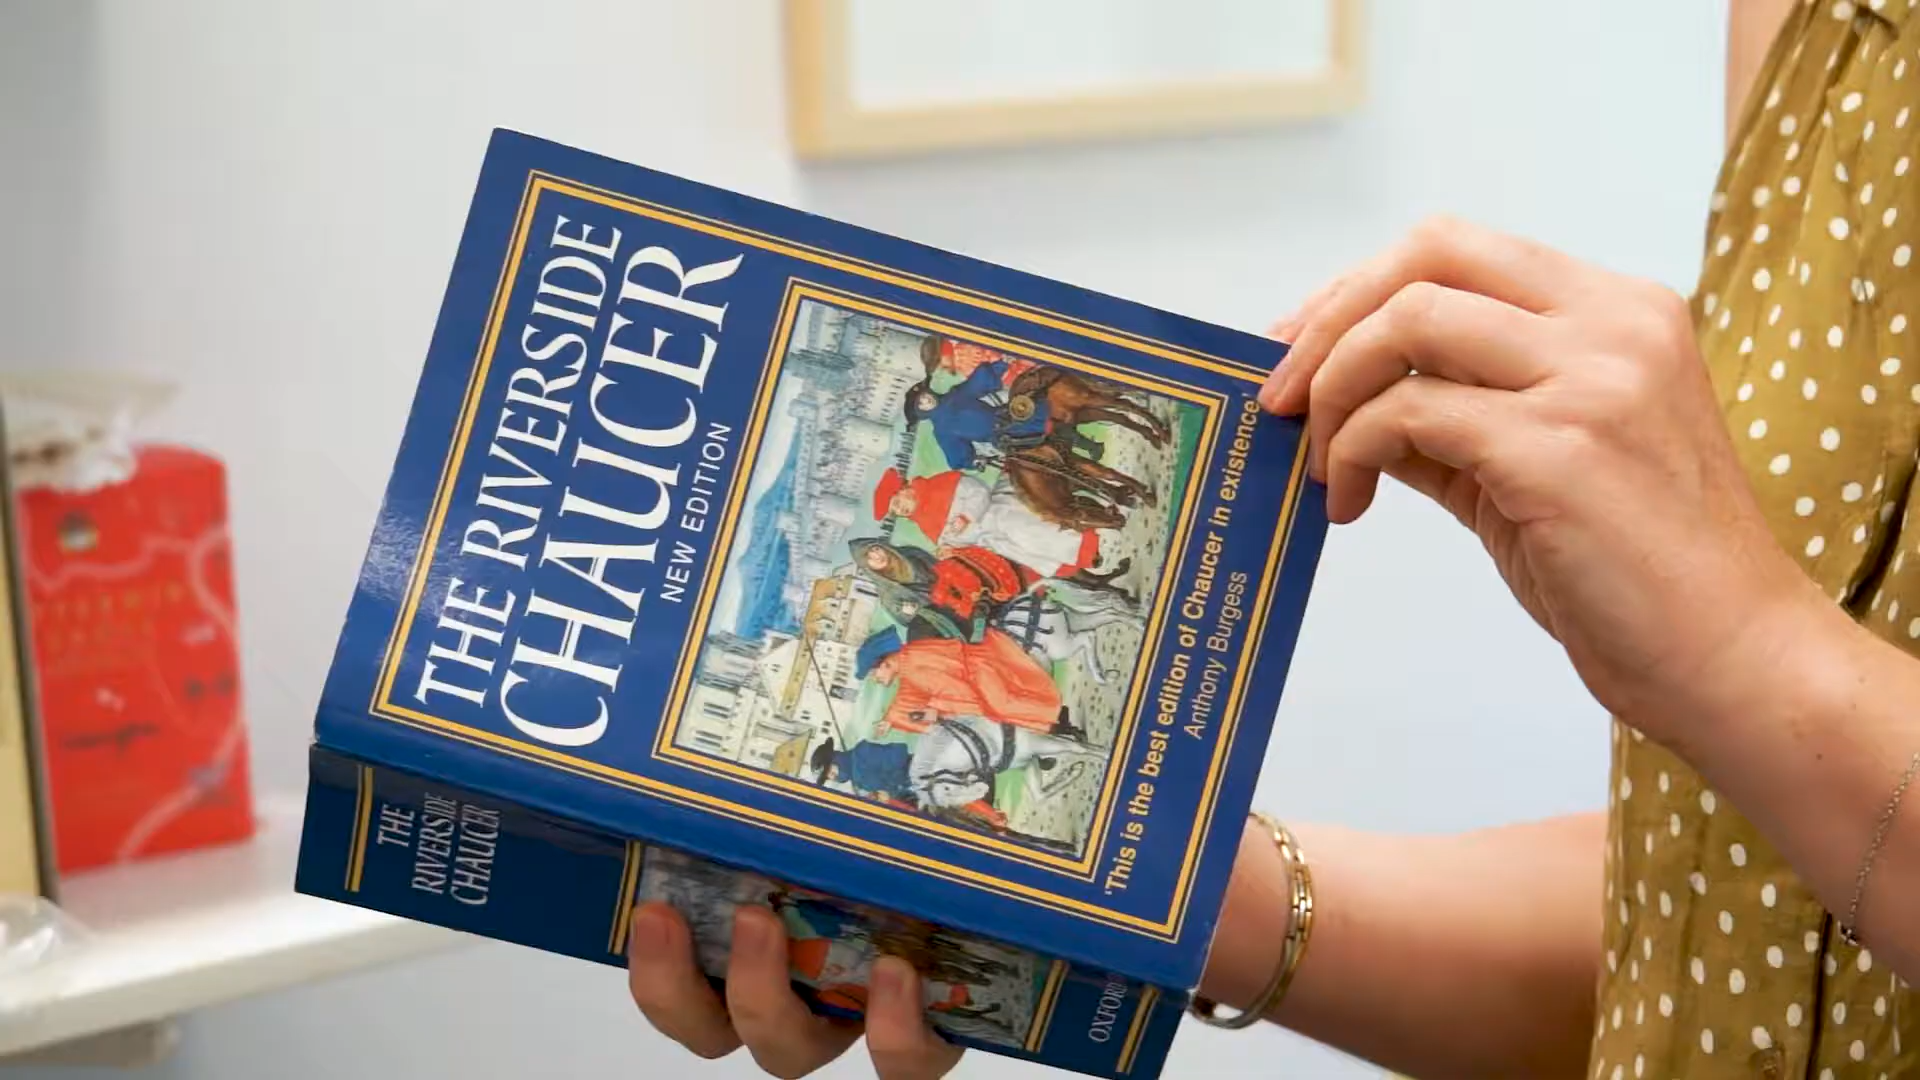 THE RIVERSIDE
CHAUCER
NEW EDITION
'This is the best edition of Chaucer in existence.'
Anthony Burgess
THE
RIVERSIDE
CHAUCER
OXFORD